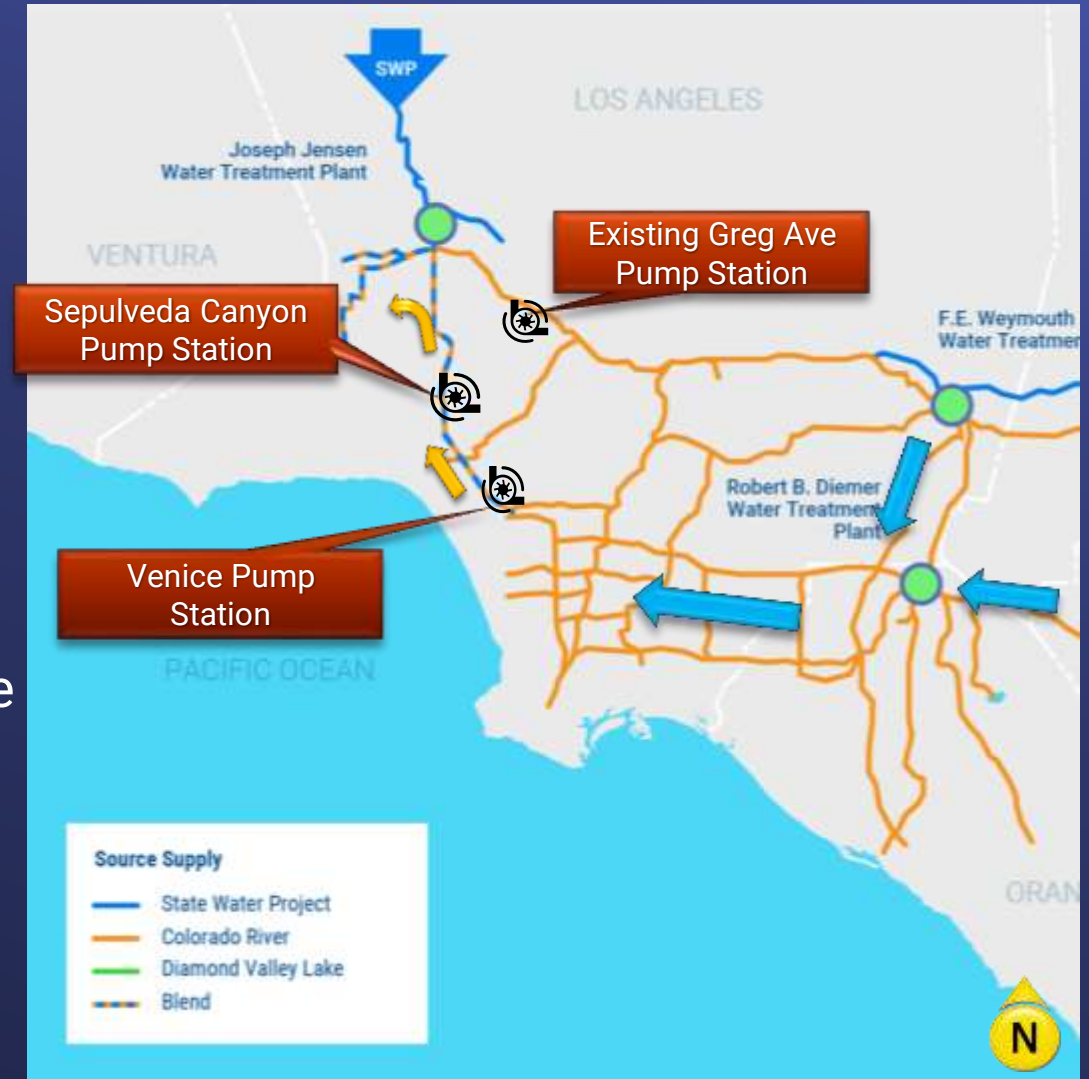 SWP
LOS ANGELES
Joseph Jensen
Water Treatment Plant
VENTURA
Existing Greg Ave
Pump Station
Sepulveda Canyon
Pump Station
F.E. Weymouth
Water Treatmen
Robert B. Diemer
Water Treatment
Plant
Venice Pump
Station
PACIFIC OCEAN
e
Source Supply
State Water Project
Colorado River
Diamond Valley Lake
Blend
ORAN
N